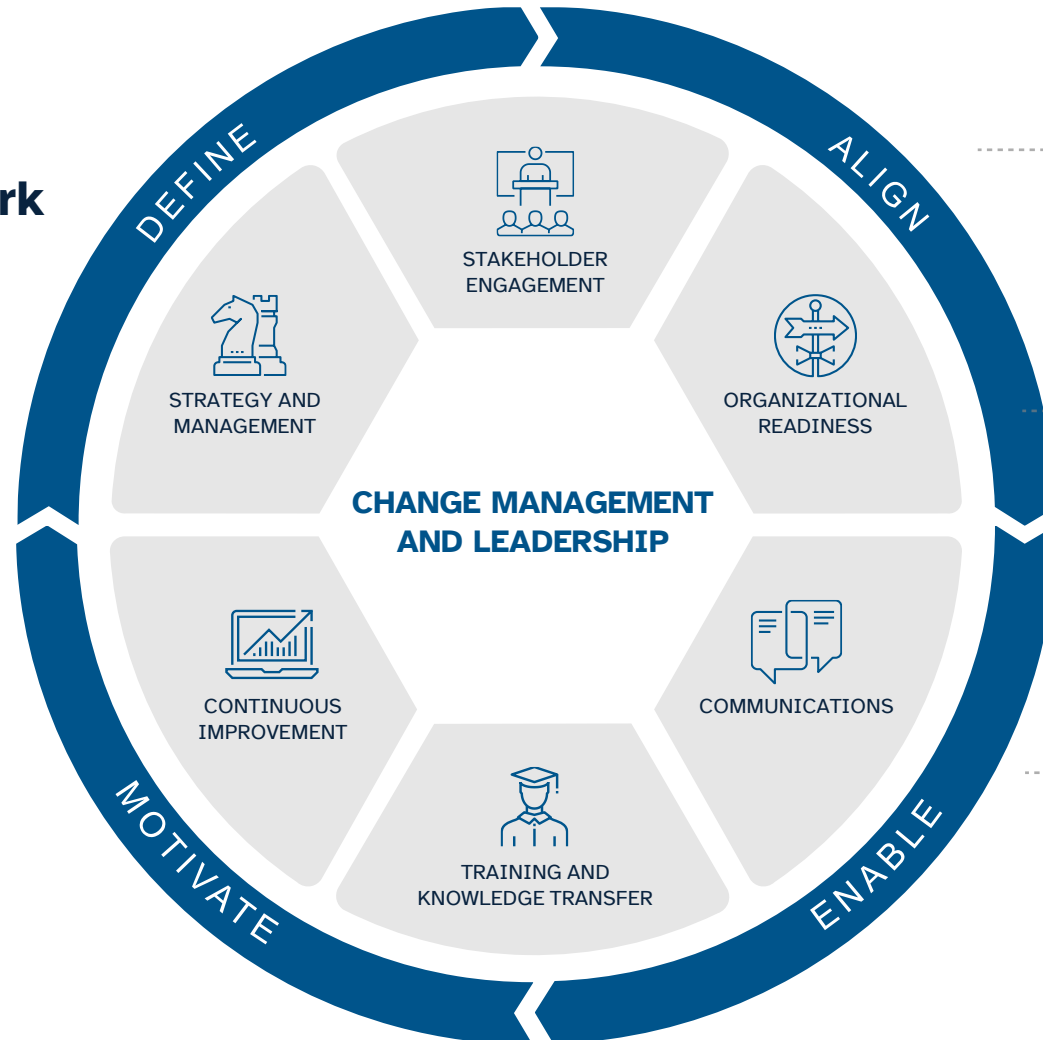 rk
DEFINE
ALIGN
STAKEHOLDER
ENGAGEMENT
STRATEGY AND
MANAGEMENT
ORGANIZATIONAL
READINESS
CHANGE MANAGEMENT
AND LEADERSHIP
CONTINUOUS
IMPROVEMENT
COMMUNICATIONS
TRAINING AND
KNOWLEDGE TRANSFER
MOTIVATE
ENABLE